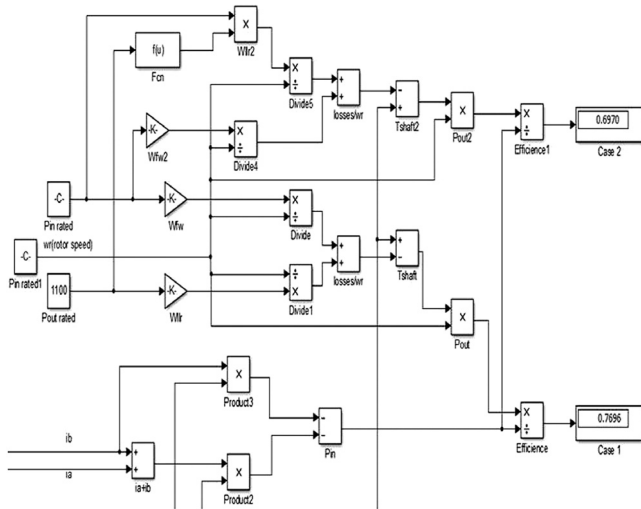 ×
Wllr2
f(u)
Fcn
×
÷
Divide5
+
+
losses/wr
−
+
Tshaft2
×
Pout2
×
÷
Efficience1
0.6970
Case 2
-K-
Wfw2
×
÷
Divide4
-C-
Pin rated
-K-
Wfw
×
÷
Divide
+
+
losses/wr
+
−
Tshaft
wr(rotor speed)
-C-
Pin rated1
1100
Pout rated
-K-
Wllr
÷
×
Divide1
×
Pout
×
Product3
−
−
Pin
×
÷
Efficience
0.7696
Case 1
ib
ia
+
+
ia+ib
×
Product2